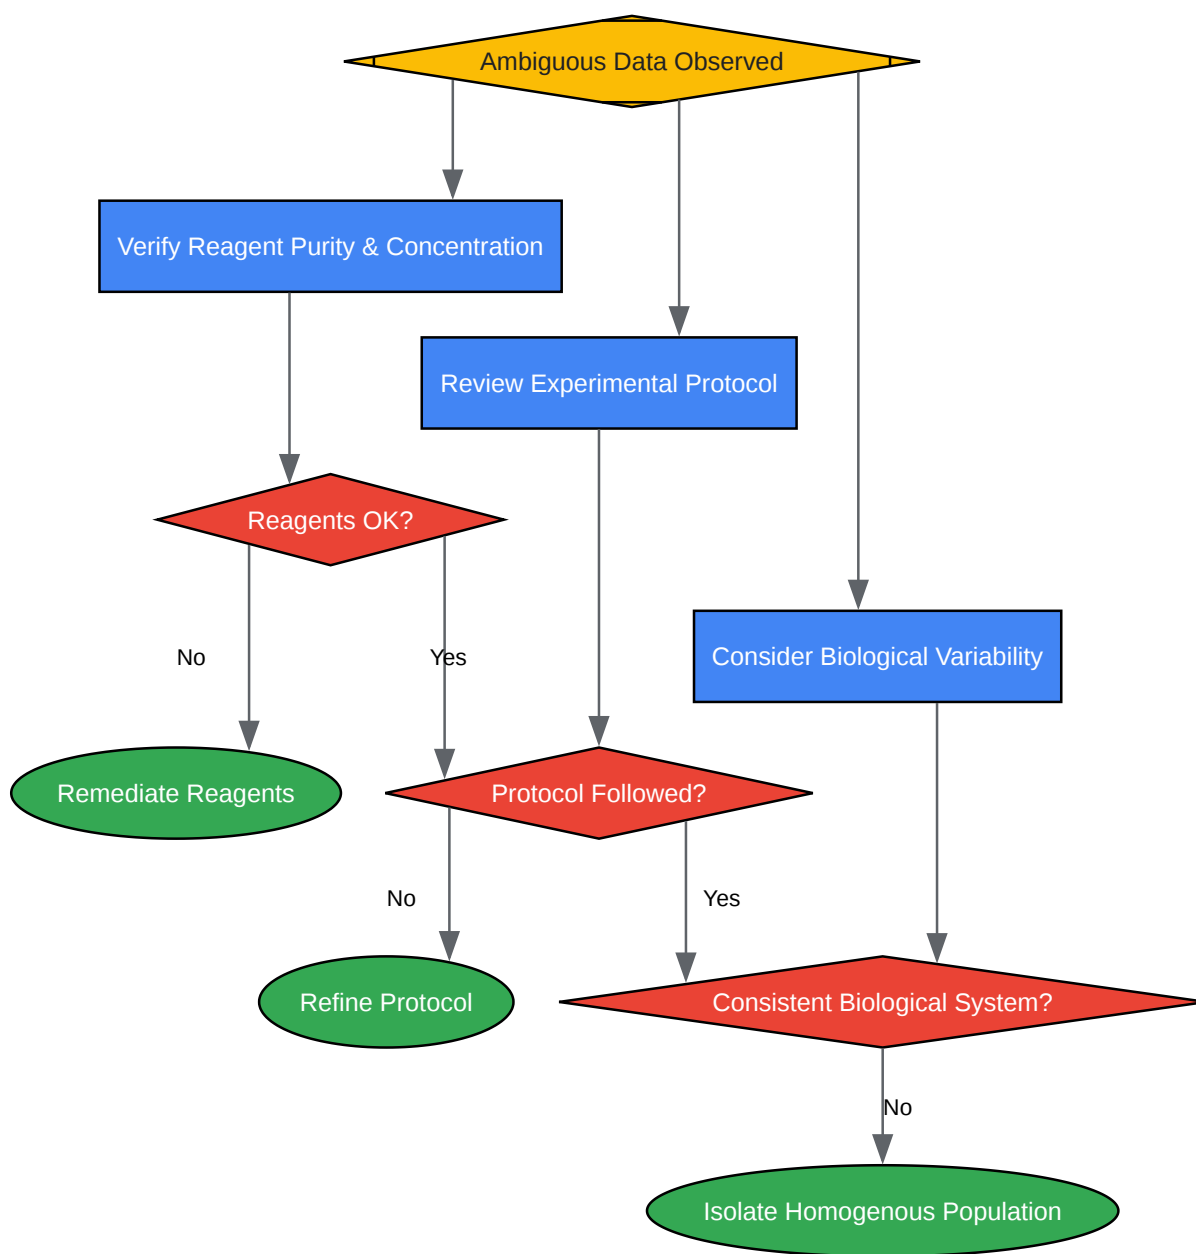 Ambiguous Data Observed
Verify Reagent Purity & Concentration
Review Experimental Protocol
Reagents OK?
Consider Biological Variability
No
Yes
Remediate Reagents
Protocol Followed?
No
Yes
Refine Protocol
Consistent Biological System?
No
Isolate Homogenous Population